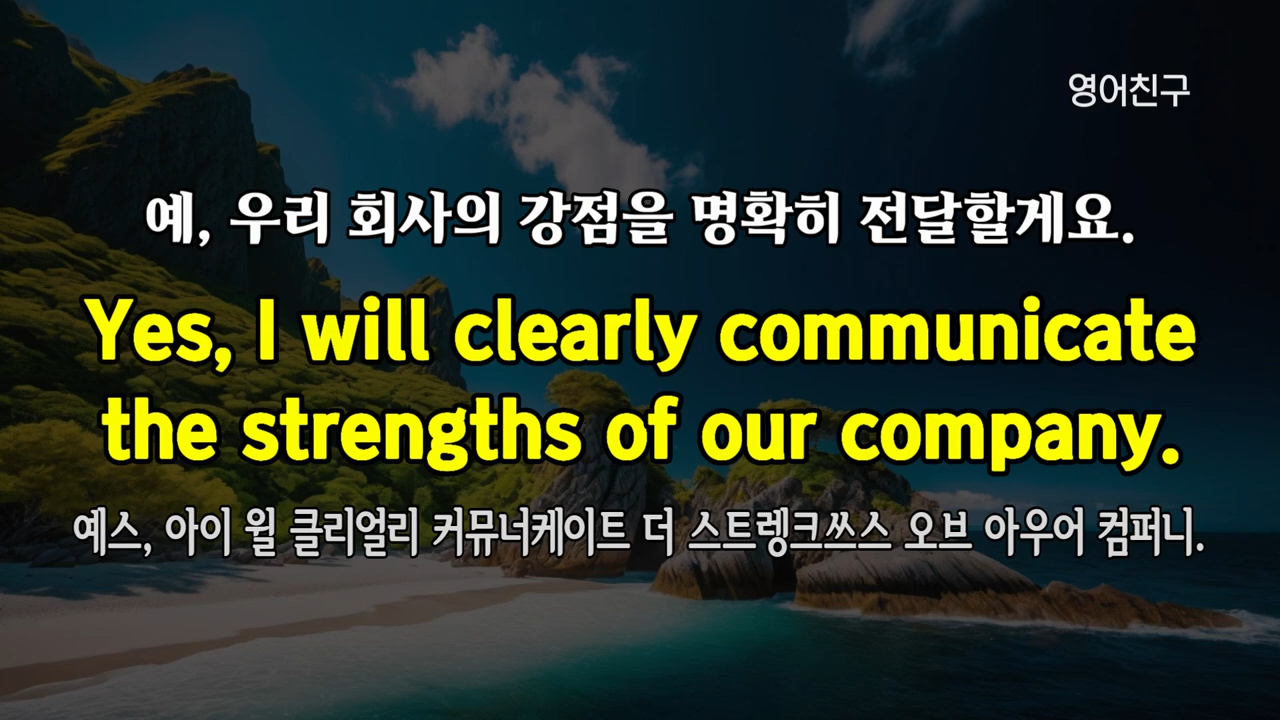 영어친구
예, 우리 회사의 강점을 명확히 전달할게요.
Yes, I will clearly communicate
the strengths of our company.
예스, 아이 윌 클리얼리 커뮤너케이트 더 스트렝크쓰스 오브 아우어 컴퍼니.